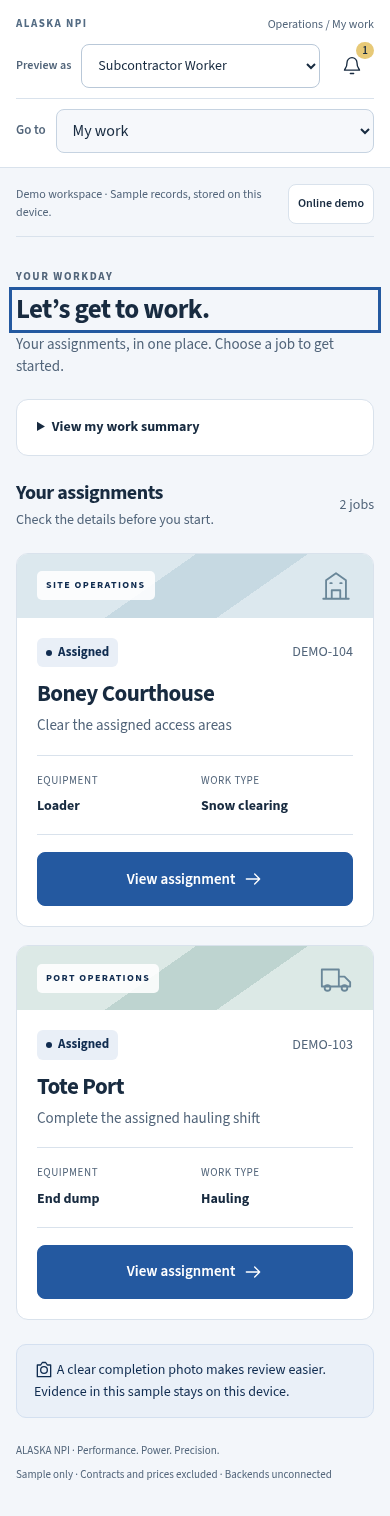 ALASKA NPI
Operations / My work
Preview as
Subcontractor Worker
1
Go to
My work
Demo workspace · Sample records, stored on this
device.
Online demo
YOUR WORKDAY
Let’s get to work.
Your assignments, in one place. Choose a job to get
started.
View my work summary
Your assignments
2 jobs
Check the details before you start.
SITE OPERATIONS
Assigned
DEMO-104
Boney Courthouse
Clear the assigned access areas
EQUIPMENT
WORK TYPE
Loader
Snow clearing
View assignment
PORT OPERATIONS
Assigned
DEMO-103
Tote Port
Complete the assigned hauling shift
EQUIPMENT
WORK TYPE
End dump
Hauling
View assignment
A clear completion photo makes review easier.
Evidence in this sample stays on this device.
ALASKA NPI · Performance. Power. Precision.
Sample only · Contracts and prices excluded · Backends unconnected